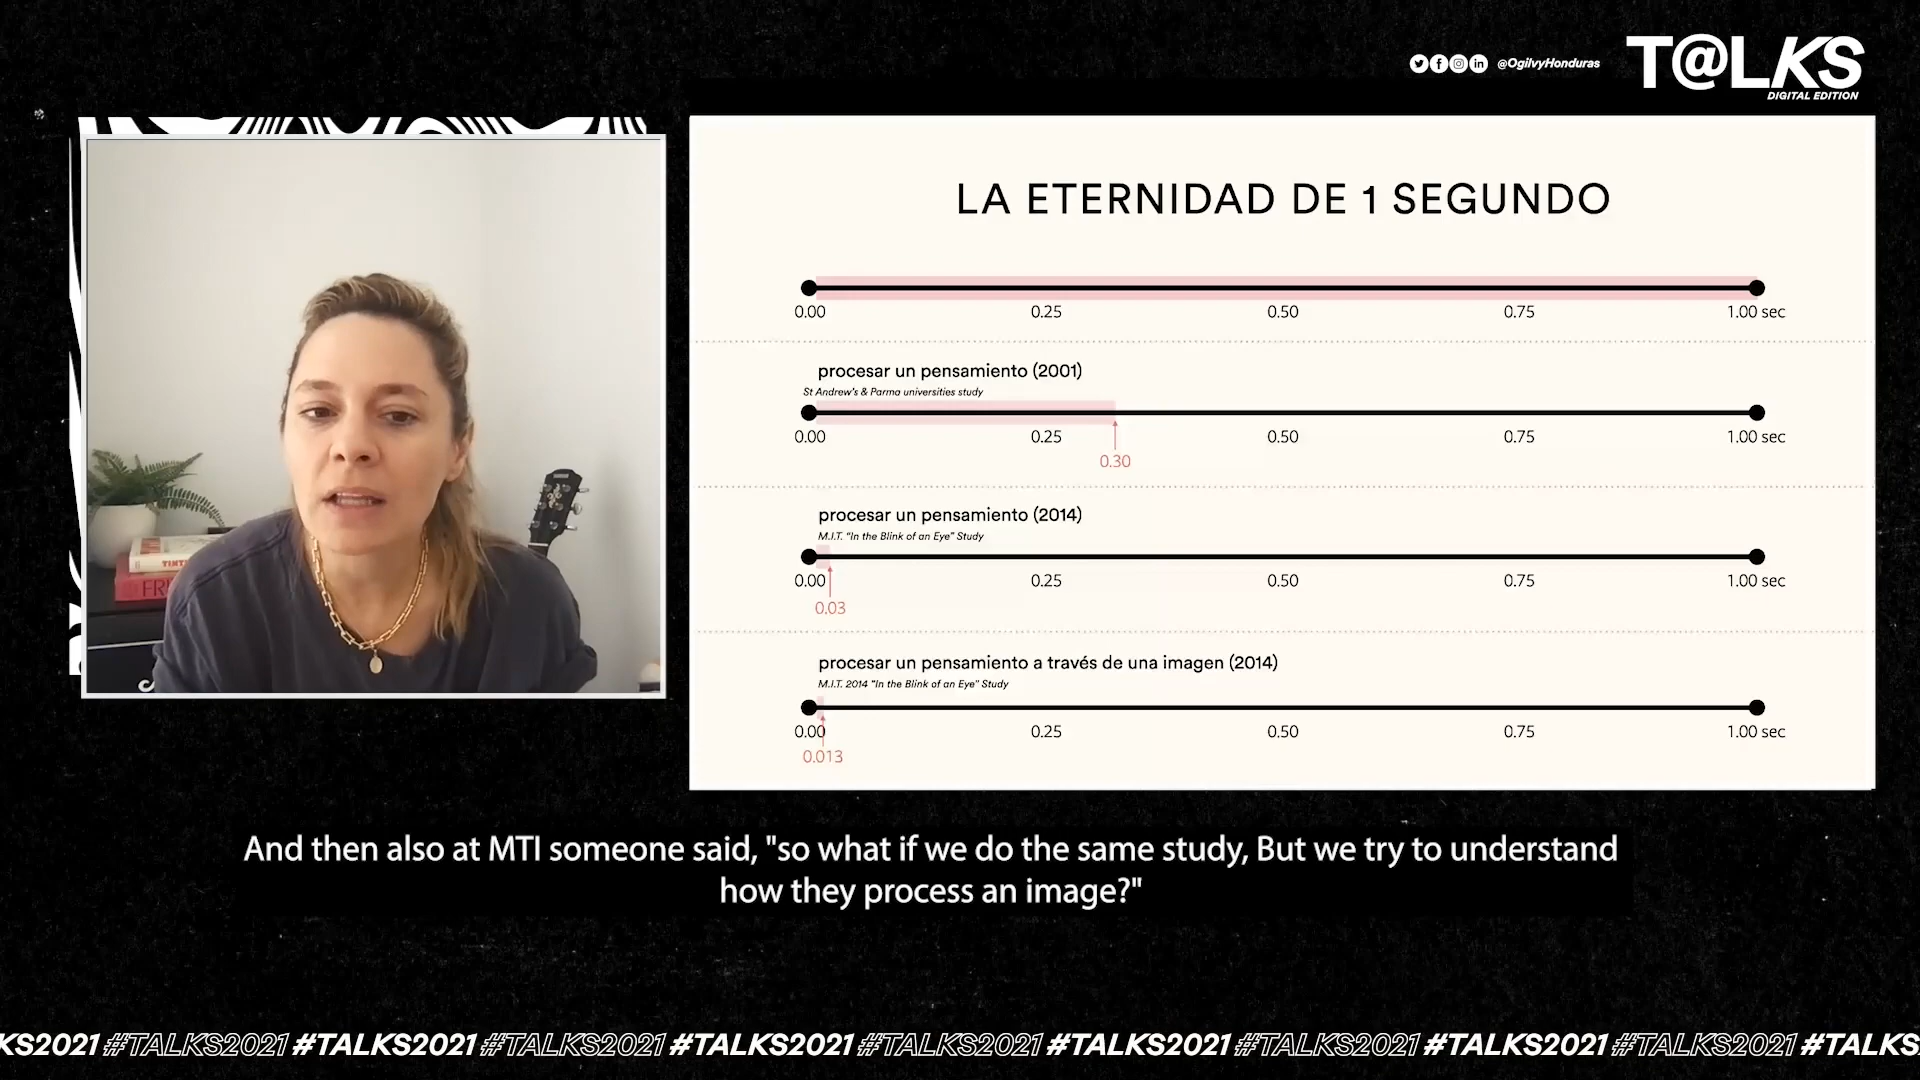 @OgilvyHonduras
T@LKS
DIGITAL EDITION
LA ETERNIDAD DE 1 SEGUNDO
0.00 0.25 0.50 0.75 1.00 sec
procesar un pensamiento (2001)
St Andrew's & Parma universities study
0.00 0.25 0.50 0.75 1.00 sec
0.30
procesar un pensamiento (2014)
M.I.T. "In the Blink of an Eye" Study
0.00 0.25 0.50 0.75 1.00 sec
0.03
procesar un pensamiento a través de una imagen (2014)
M.I.T. 2014 "In the Blink of an Eye" Study
0.00 0.25 0.50 0.75 1.00 sec
0.013
And then also at MTI someone said, "so what if we do the same study, But we try to understand
how they process an image?"
KS2021 #TALKS2021 #TALKS2021 #TALKS2021 #TALKS2021 #TALKS2021 #TALKS2021 #TALKS2021 #TALKS2021 #TALKS2021 #TALKS